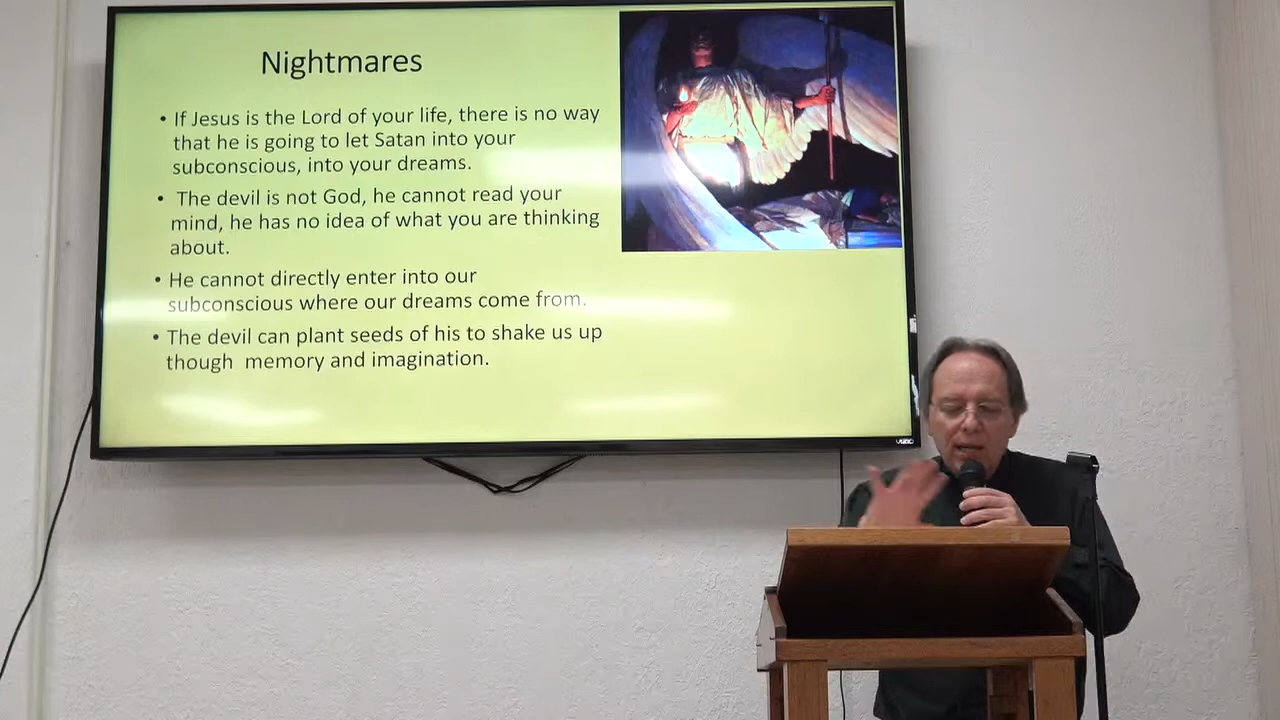 Nightmares
• If Jesus is the Lord of your life, there is no way
that he is going to let Satan into your
subconscious, into your dreams.
• The devil is not God, he cannot read your
mind, he has no idea of what you are thinking
about.
• He cannot directly enter into our
subconscious where our dreams come from.
• The devil can plant seeds of his to shake us up
though memory and imagination.
VIZIO